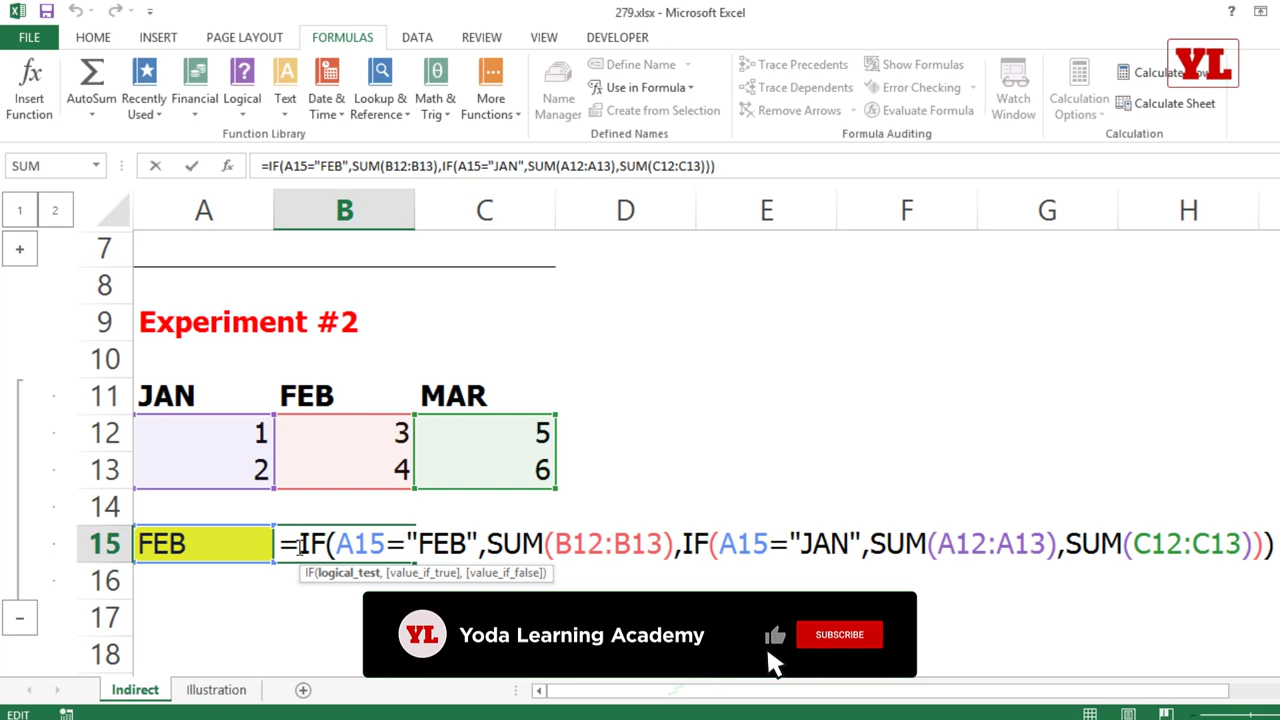 279.xlsx - Microsoft Excel
FILE HOME INSERT PAGE LAYOUT FORMULAS DATA REVIEW VIEW DEVELOPER
YL
fx Σ ? A θ
Insert Function
AutoSum
Recently Used
Financial
Logical
Text
Date & Time
Lookup & Reference
Math & Trig
More Functions
Function Library
Name Manager
Define Name
Use in Formula
Create from Selection
Defined Names
Trace Precedents
Trace Dependents
Remove Arrows
Show Formulas
Error Checking
Evaluate Formula
Formula Auditing
Watch Window
Calculation Options
Calculate
Calculate Sheet
Calculation
SUM fx =IF(A15="FEB",SUM(B12:B13),IF(A15="JAN",SUM(A12:A13),SUM(C12:C13)))
1 2 A B C D E F G H
7
8
9 Experiment #2
10
11 JAN FEB MAR
12 1 3 5
13 2 4 6
14
15 FEB =IF(A15="FEB",SUM(B12:B13),IF(A15="JAN",SUM(A12:A13),SUM(C12:C13)))
IF(logical_test, [value_if_true], [value_if_false])
16
17
18
YL Yoda Learning Academy SUBSCRIBE
Indirect Illustration
EDIT